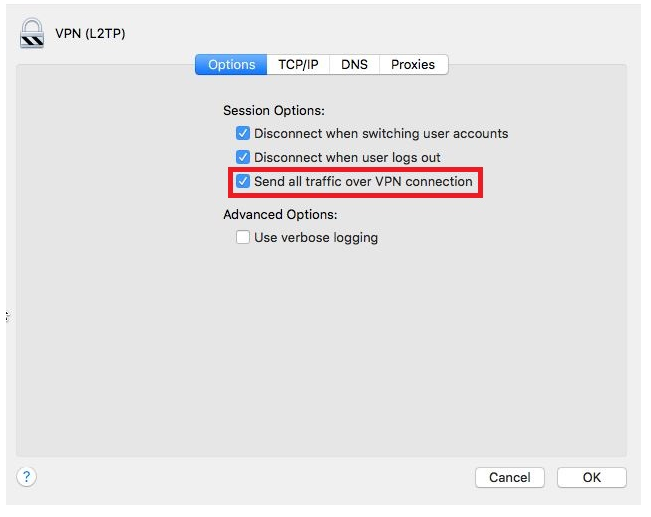 VPN (L2TP)
Options TCP/IP DNS Proxies
Session Options:
Disconnect when switching user accounts
Disconnect when user logs out
Send all traffic over VPN connection
Advanced Options:
Use verbose logging
? Cancel OK